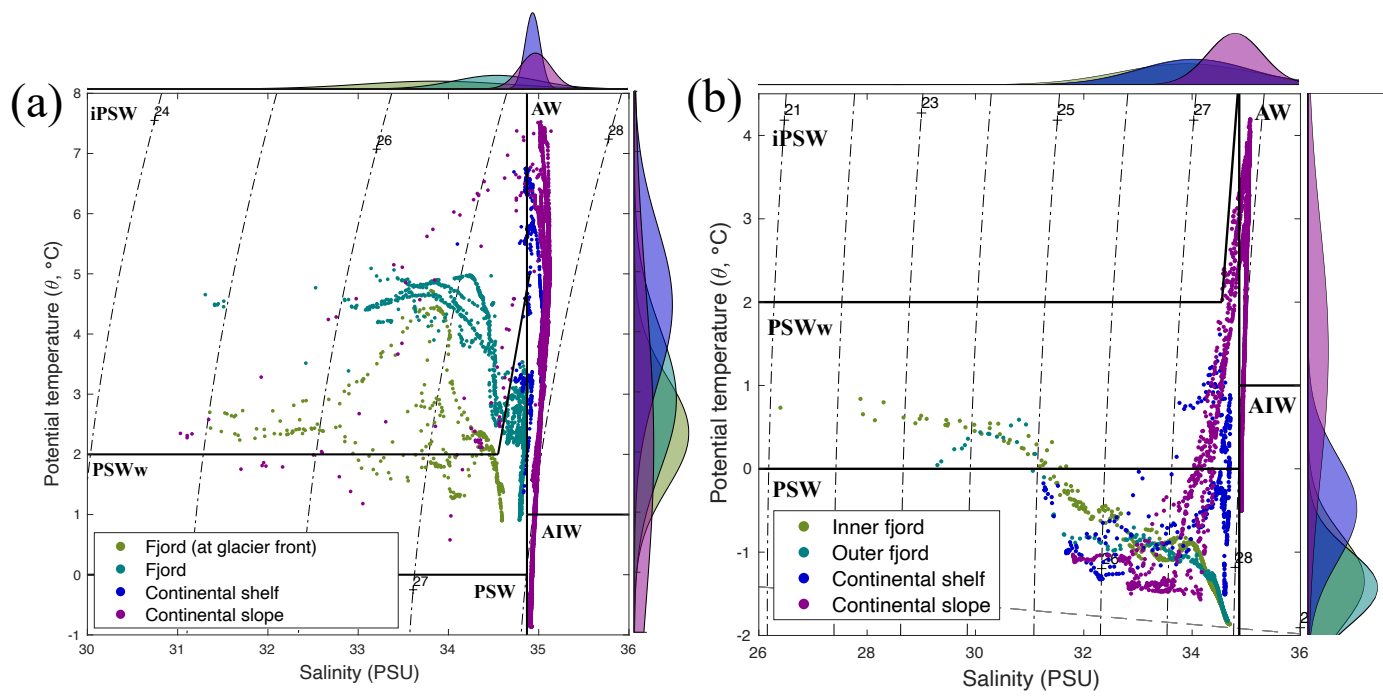 (a)
iPSW
24
26
AW
28
8
7
6
5
4
3
2
1
0
-1
Potential temperature (θ, °C)
PSWw
AIW
PSW
27
Fjord (at glacier front)
Fjord
Continental shelf
Continental slope
30 31 32 33 34 35 36
Salinity (PSU)
(b)
21 23 25 27
AW
iPSW
4
3
2
1
0
-1
-2
Potential temperature (θ, °C)
PSWw
AIW
PSW
26
28
Inner fjord
Outer fjord
Continental shelf
Continental slope
26 28 30 32 34 36
Salinity (PSU)